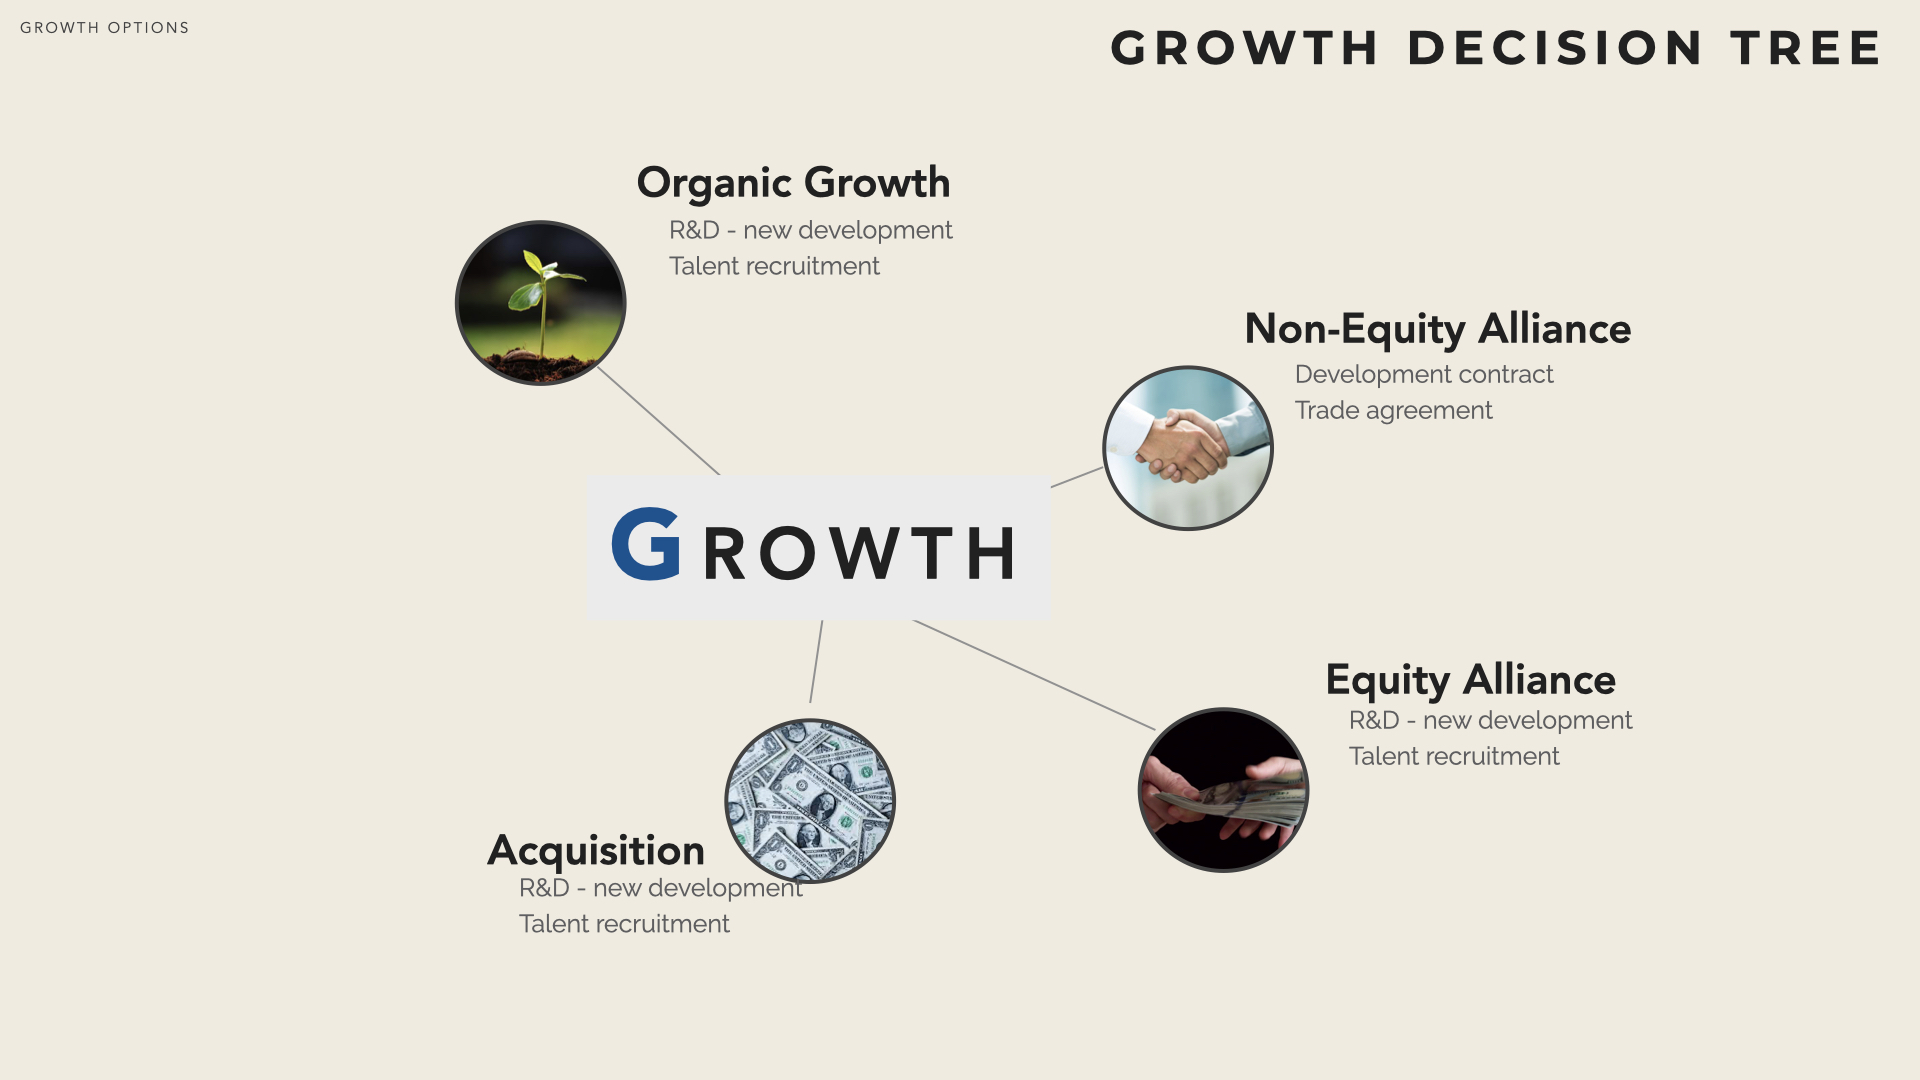 GROWTH OPTIONS
GROWTH DECISION TREE
Organic Growth
R&D - new development
Talent recruitment
Non-Equity Alliance
Development contract
Trade agreement
GROWTH
Equity Alliance
R&D - new development
Talent recruitment
Acquisition
R&D - new development
Talent recruitment